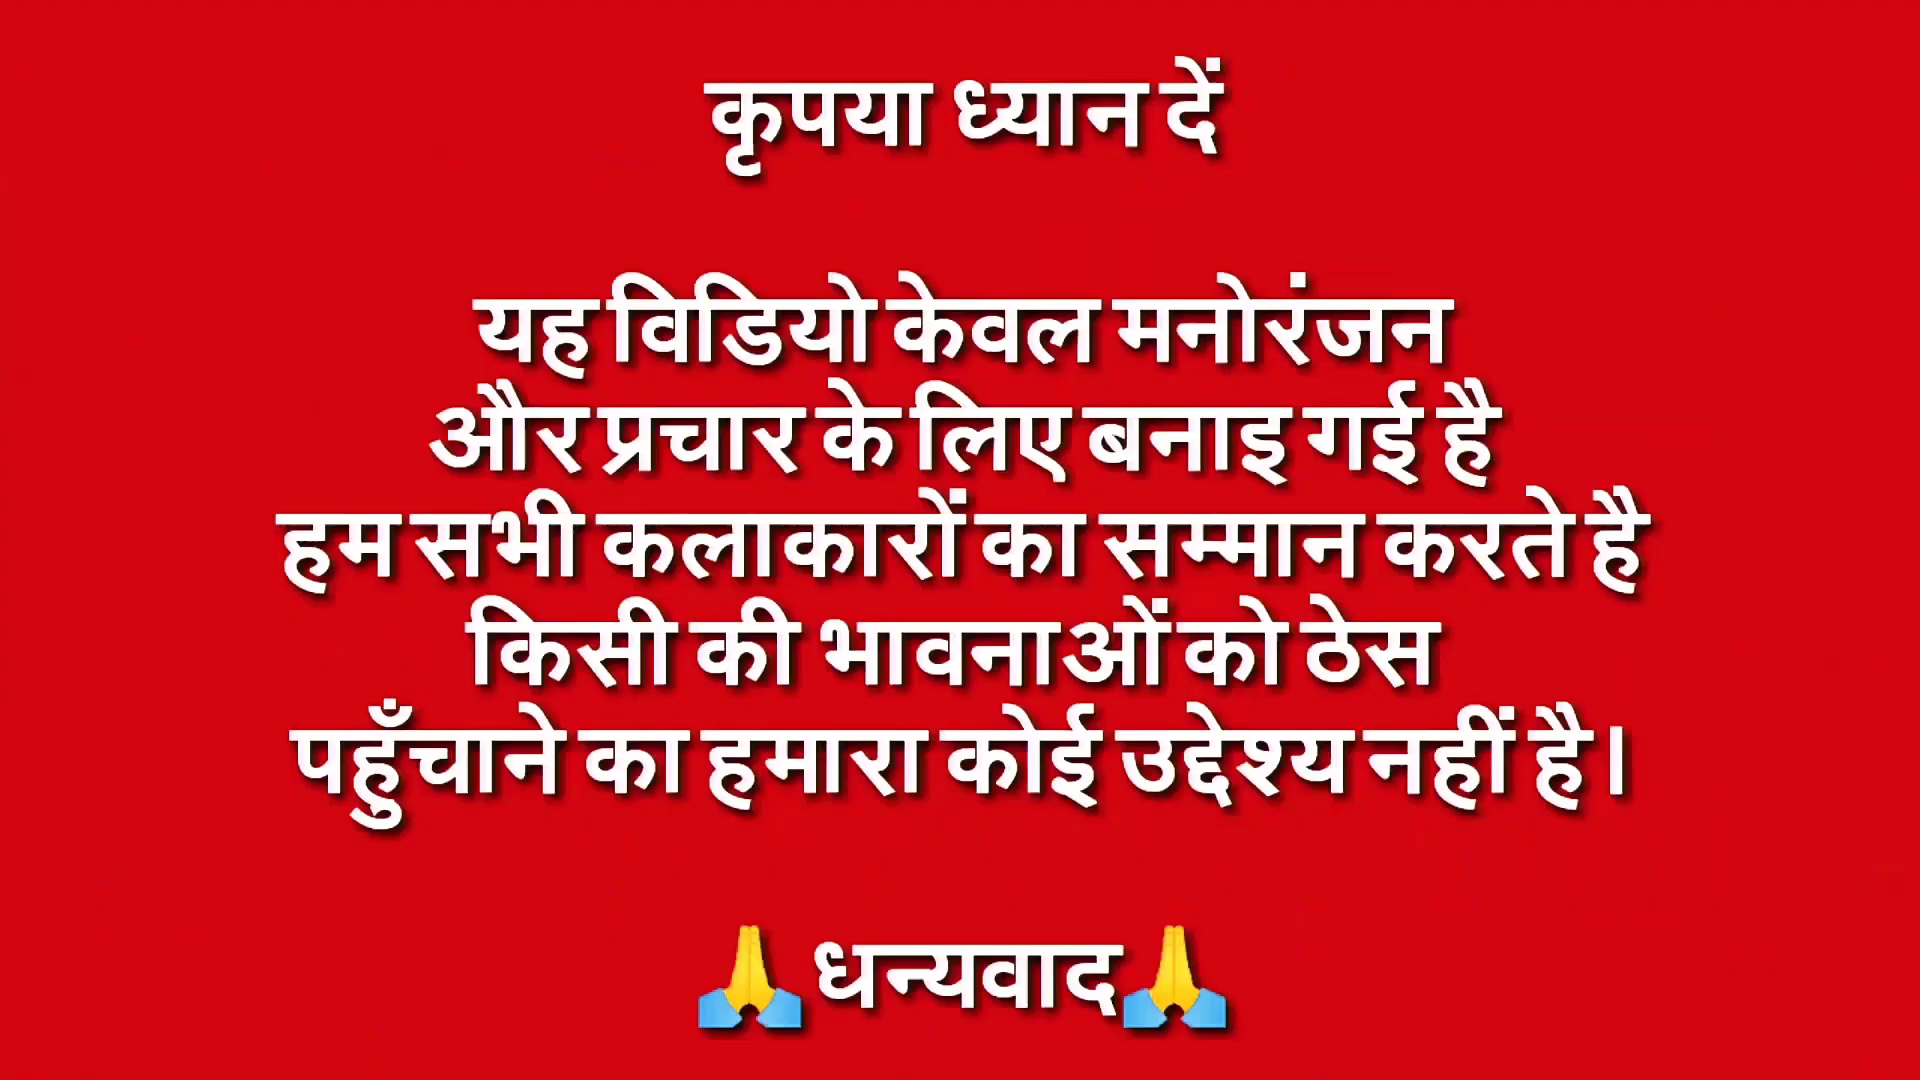 कृपया ध्यान दें
यह विडियो केवल मनोरंजन
और प्रचार के लिए बनाइ गई है
हम सभी कलाकारों का सम्मान करते है
किसी की भावनाओं को ठेस
पहुँचाने का हमारा कोई उद्देश्य नहीं है।
🙏धन्यवाद🙏